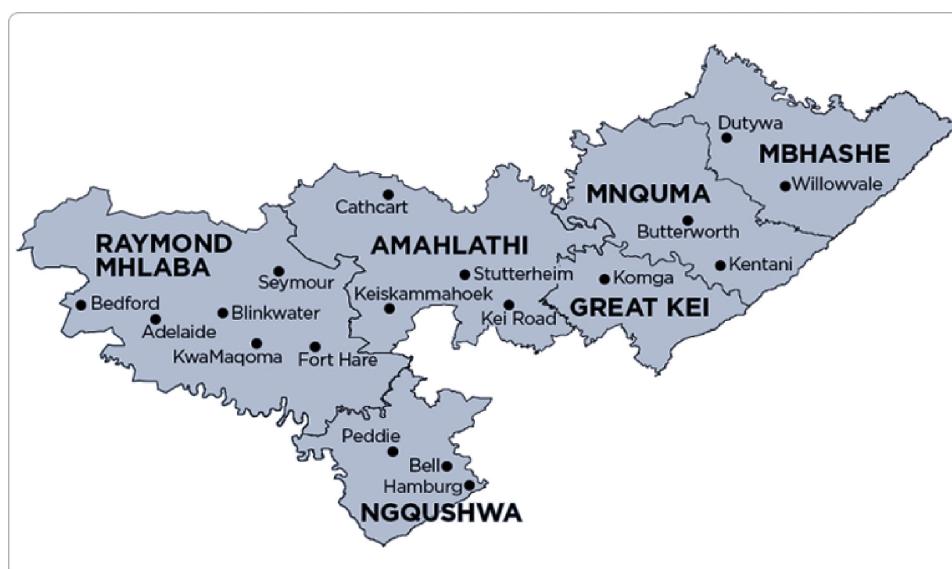 Dutywa
MBHASHE
Willowvale
MNQUMA
Butterworth
Kentani
Cathcart
AMAHLATHI
Stutterheim
Keiskammahoek
Kei Road
Komga
GREAT KEI
RAYMOND
MHLABA
Seymour
Bedford
Blinkwater
Adelaide
KwaMaqoma
Fort Hare
Peddie
Bell
Hamburg
NGQUSHWA